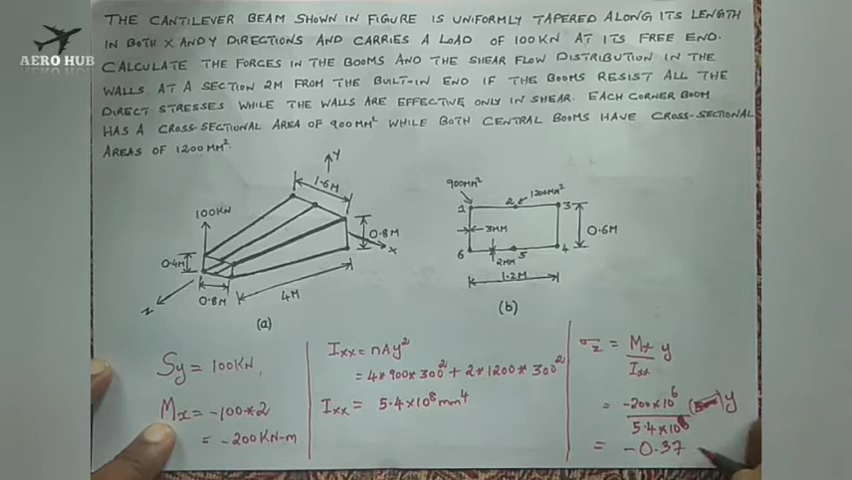 THE CANTILEVER BEAM SHOWN IN FIGURE IS UNIFORMLY TAPERED ALONG ITS LENGTH
IN BOTH X AND Y DIRECTIONS AND CARRIES A LOAD OF 100KN AT ITS FREE END.
AERO HUB
CALCULATE THE FORCES IN THE BOOMS AND THE SHEAR FLOW DISTRIBUTION IN THE
WALLS AT A SECTION 2M FROM THE BUILT-IN END IF THE BOOMS RESIST ALL THE
DIRECT STRESSES WHILE THE WALLS ARE EFFECTIVE ONLY IN SHEAR. EACH CORNER BOOM
HAS A CROSS-SECTIONAL AREA OF 900MM² WHILE BOTH CENTRAL BOOMS HAVE CROSS-SECTIONAL
AREAS OF 1200MM².
Y
1.6M
100KN
0.8M
X
0.4M
0.8M
4M
Z
(a)
900MM²
1200MM²
1 2 3
3MM
0.6M
6 5 4
2MM
1.2M
(b)
Sy = 100KN,
Mx = -100*2
= -200KN-m
Ixx = nAy²
= 4*900*300² + 2*1200*300²
Ixx = 5.4×10⁸mm⁴
σz = Mx/Ixx y
= -200×10⁶/5.4×10⁸ y
= -0.37